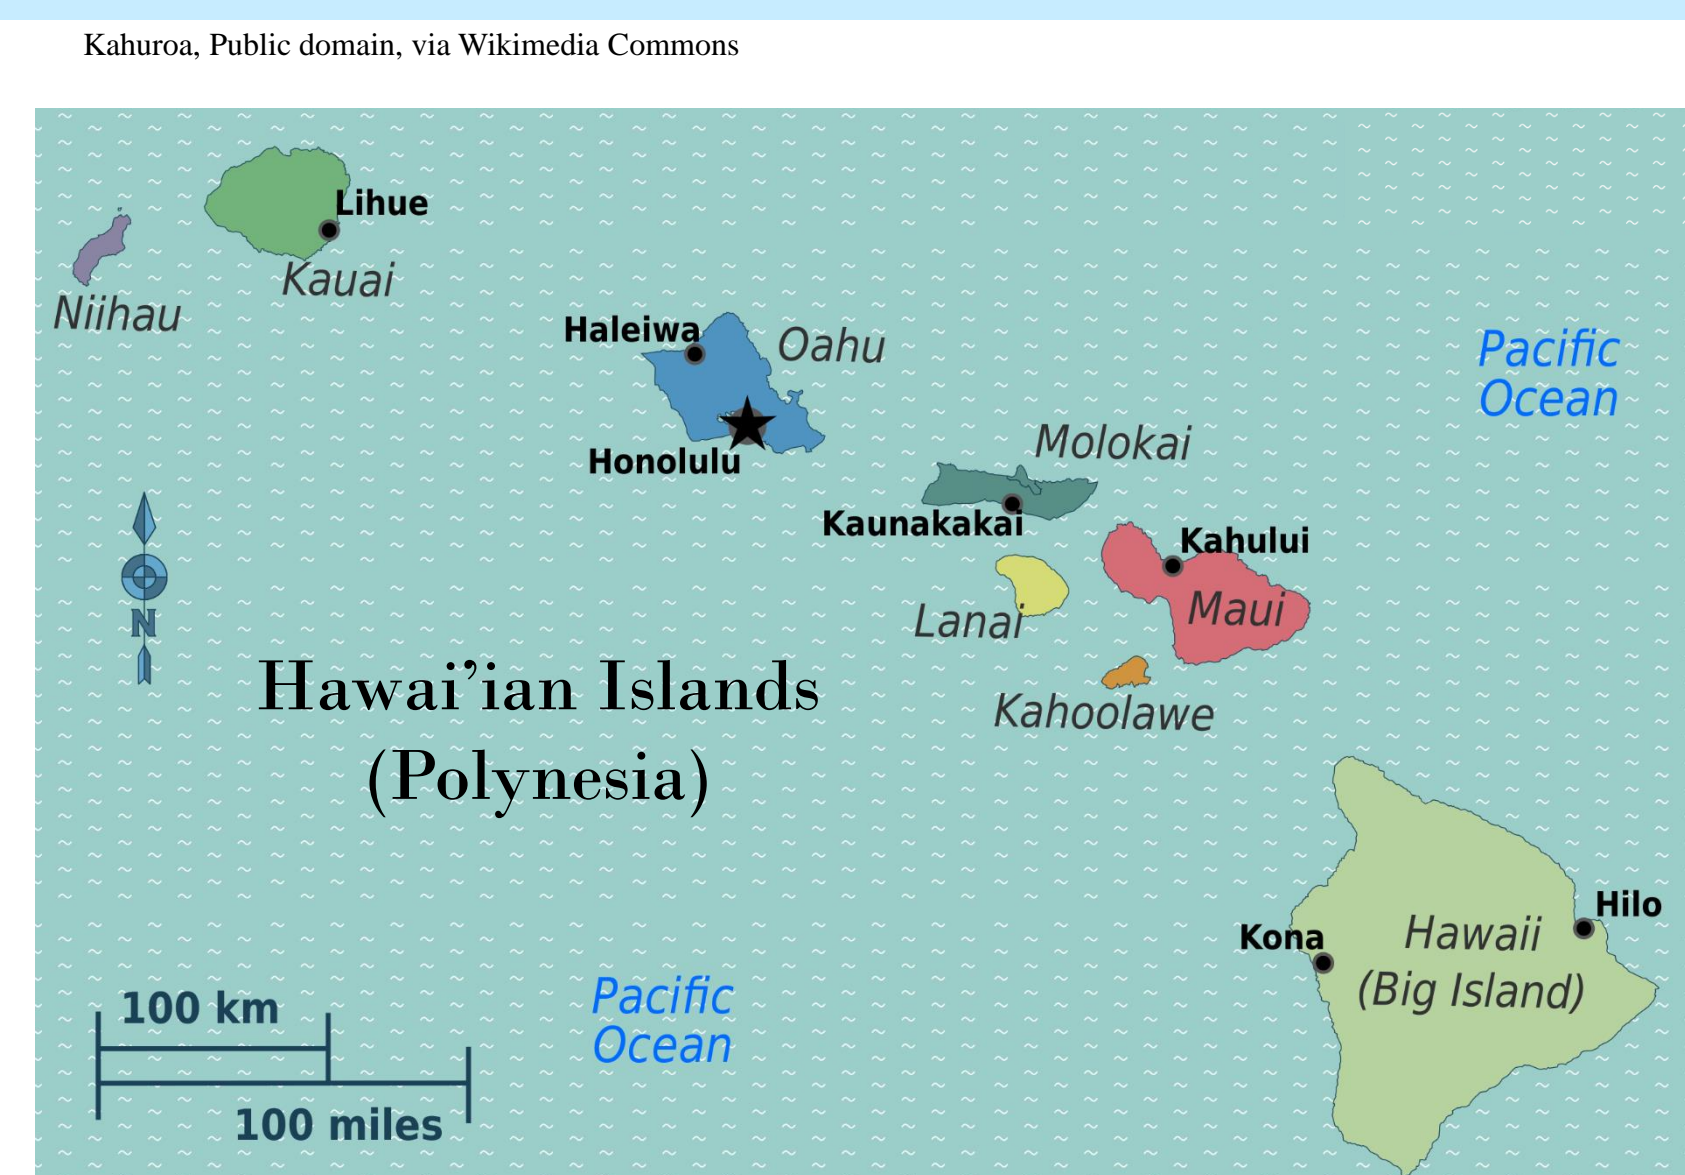 Kahuroa, Public domain, via Wikimedia Commons
Lihue
Kauai
Niihau
Haleiwa
Oahu
Honolulu
Pacific
Ocean
Molokai
Kaunakakai
Kahului
Maui
Lanai
N
Hawai’ian Islands
(Polynesia)
Kahoolawe
Hilo
Kona
Hawaii
(Big Island)
Pacific
Ocean
100 km
100 miles